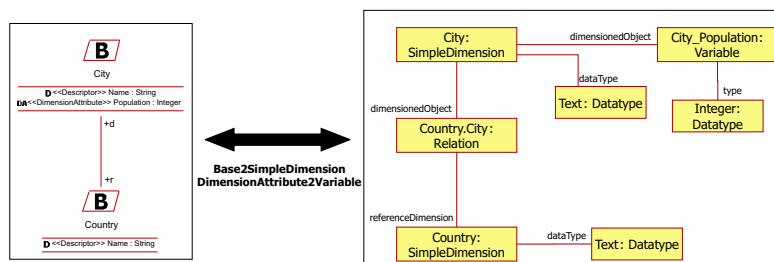 B
City
D <<Descriptor>> Name : String
DA <<DimensionAttribute>> Population : Integer
+d
+r
B
Country
D <<Descriptor>> Name : String
Base2SimpleDimension
DimensionAttribute2Variable
City:
SimpleDimension
dimensionedObject
City_Population:
Variable
dataType
Text: Datatype
type
Integer:
Datatype
dimensionedObject
Country.City:
Relation
referenceDimension
Country:
SimpleDimension
dataType
Text: Datatype